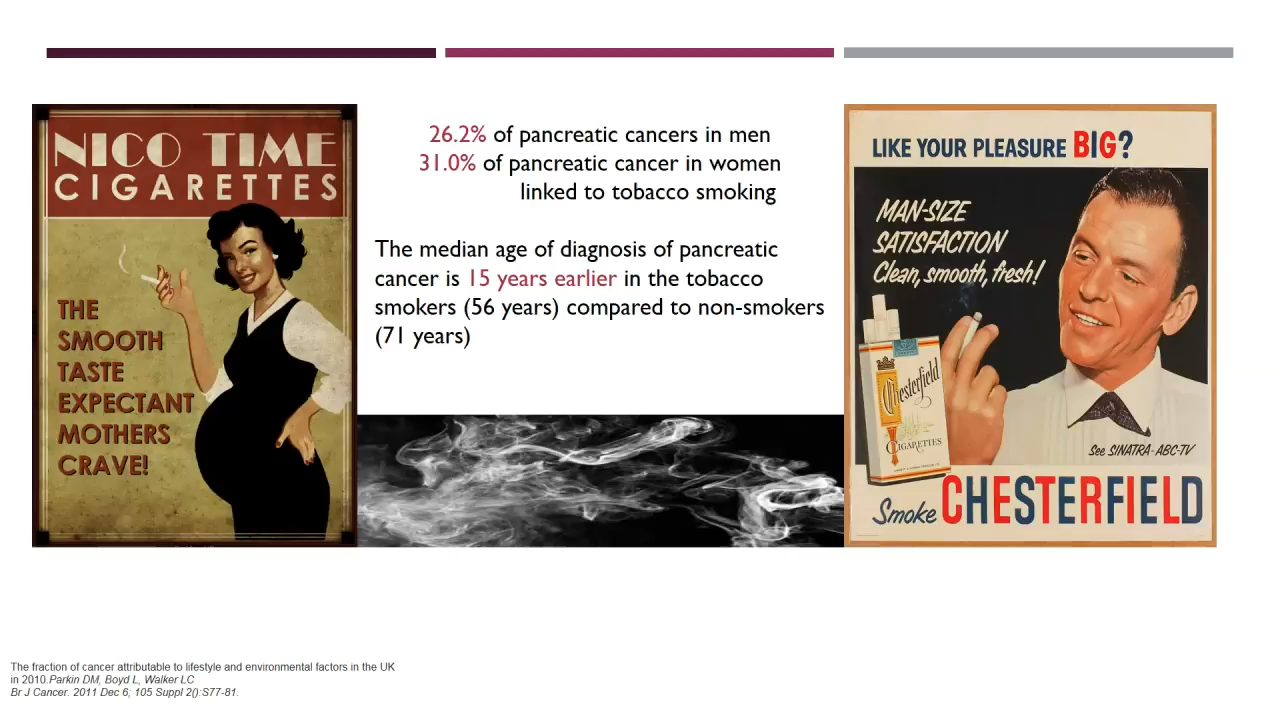 NICO TIME
CIGARETTES
THE
SMOOTH
TASTE
EXPECTANT
MOTHERS
CRAVE!
26.2% of pancreatic cancers in men
31.0% of pancreatic cancer in women
linked to tobacco smoking
The median age of diagnosis of pancreatic
cancer is 15 years earlier in the tobacco
smokers (56 years) compared to non-smokers
(71 years)
LIKE YOUR PLEASURE BIG?
MAN-SIZE
SATISFACTION
Clean, smooth, fresh!
Chesterfield
CIGARETTES
See SINATRA-ABC-TV
Smoke CHESTERFIELD
The fraction of cancer attributable to lifestyle and environmental factors in the UK
in 2010.Parkin DM, Boyd L, Walker LC
Br J Cancer. 2011 Dec 6; 105 Suppl 2():S77-81.